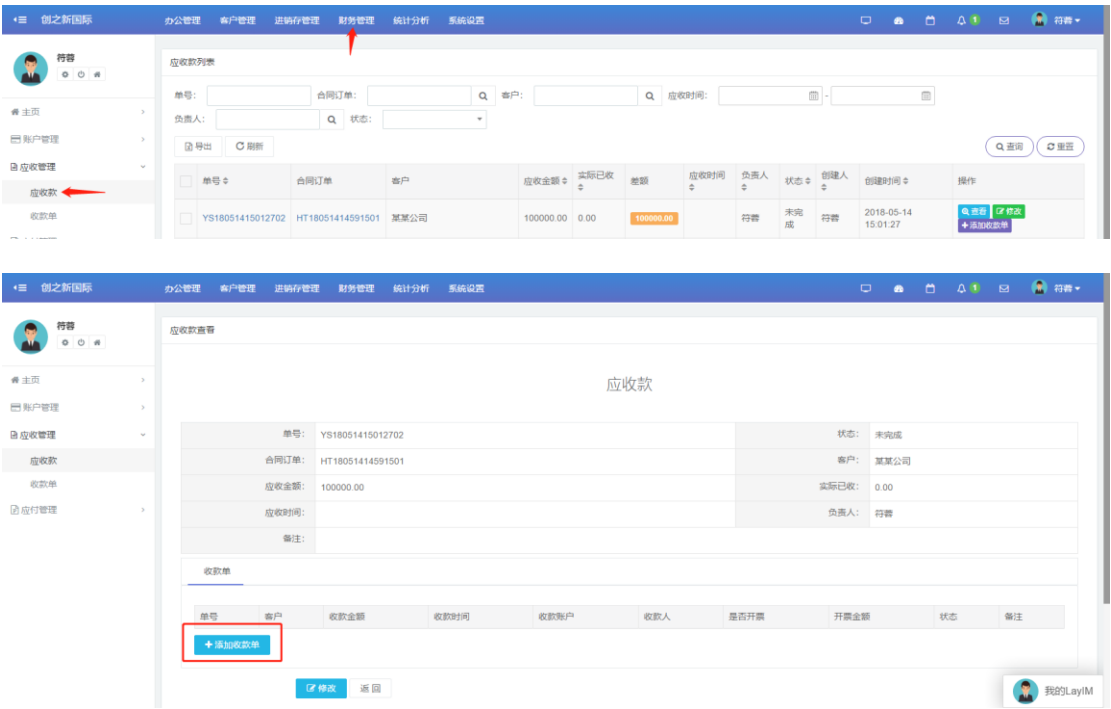 创之新国际 办公管理 客户管理 进销存管理 财务管理 统计分析 系统设置 1 符蓉
符蓉
应收款列表
单号: 合同订单: 客户: 应收时间: -
主页
负责人: 状态:
账户管理
导出 刷新 查询 重置
应收管理
单号 合同订单 客户 应收金额 实际已收 差额 应收时间 负责人 状态 创建人 创建时间 操作
应收款
收款单
YS18051415012702 HT18051414591501 某某公司 100000.00 0.00 100000.00 符蓉 未完成 符蓉 2018-05-14 15:01:27 查看 修改
添加收款单
创之新国际 办公管理 客户管理 进销存管理 财务管理 统计分析 系统设置 1 符蓉
符蓉
应收款查看
主页
应收款
账户管理
应收管理
单号: YS18051415012702 状态: 未完成
应收款
合同订单: HT18051414591501 客户: 某某公司
收款单
应收金额: 100000.00 实际已收: 0.00
应付管理
应收时间: 负责人: 符蓉
备注:
收款单
单号 客户 收款金额 收款时间 收款账户 收款人 是否开票 开票金额 状态 备注
添加收款单
修改 返回
我的LayIM